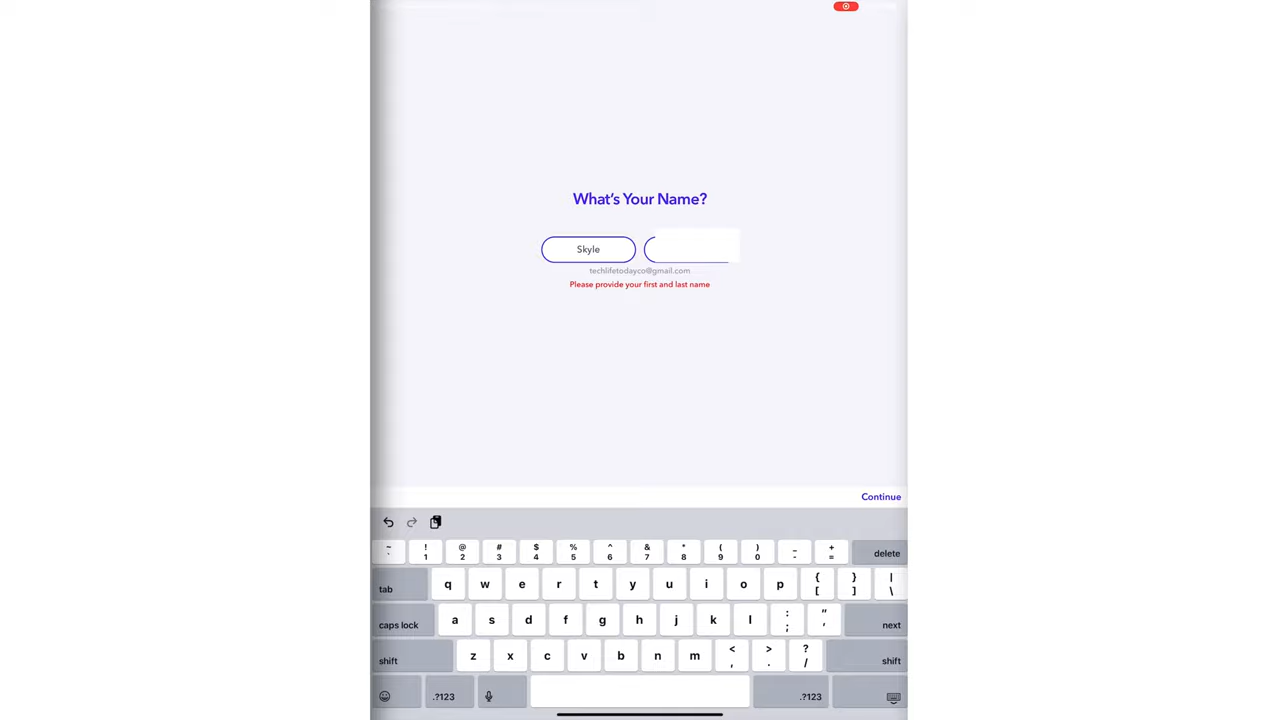 What's Your Name?
Skyle
techlifetodayco@gmail.com
Please provide your first and last name
Continue
~ ! @ # $ % ^ & * ( ) _ +
` 1 2 3 4 5 6 7 8 9 0 - = delete
tab q w e r t y u i o p { [ } ] | \
caps lock a s d f g h j k l : ; " ' next
shift z x c v b n m < , > . ? / shift
.?123 .?123